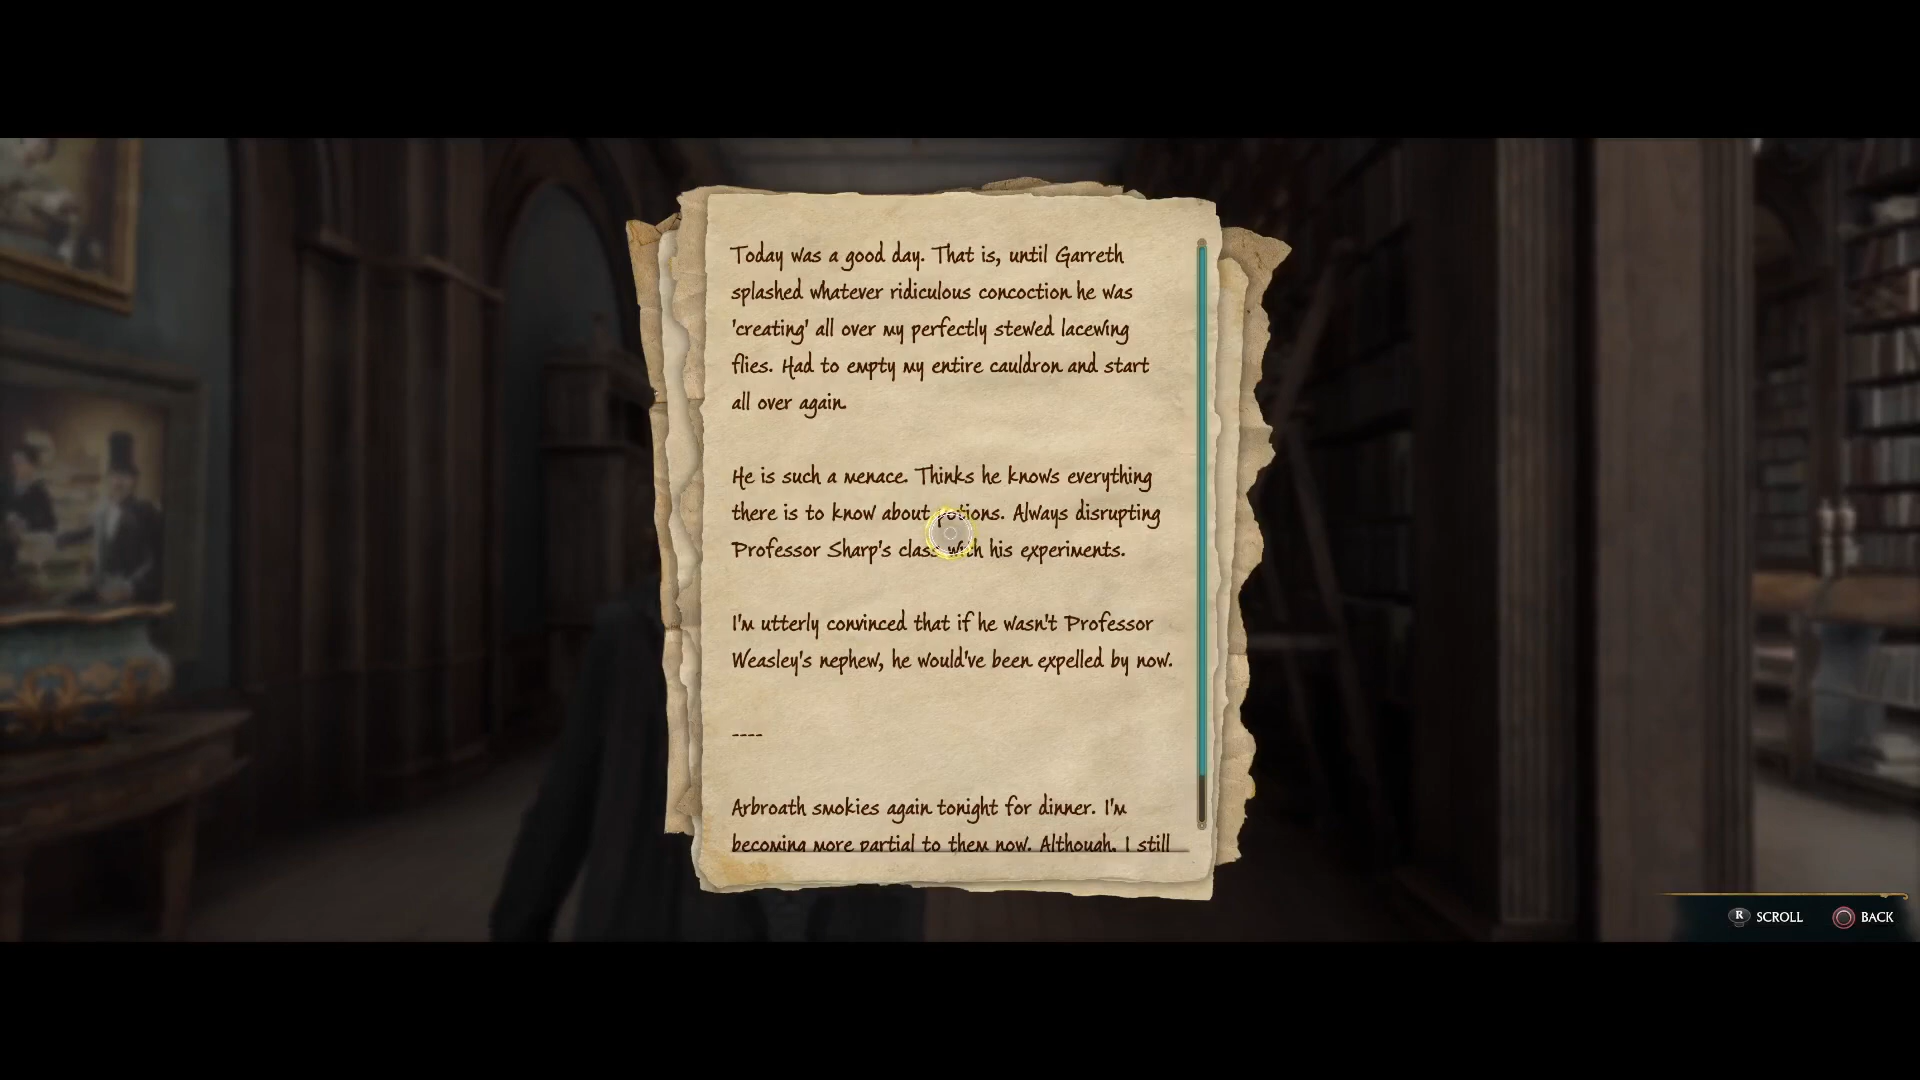 Today was a good day. That is, until Garreth
splashed whatever ridiculous concoction he was
'creating' all over my perfectly stewed lacewing
flies. Had to empty my entire cauldron and start
all over again.
He is such a menace. Thinks he knows everything
there is to know about potions. Always disrupting
Professor Sharp's class with his experiments.
I'm utterly convinced that if he wasn't Professor
Weasley's nephew, he would've been expelled by now.
----
Arbroath smokies again tonight for dinner. I'm
becoming more partial to them now. Although, I still
R SCROLL BACK